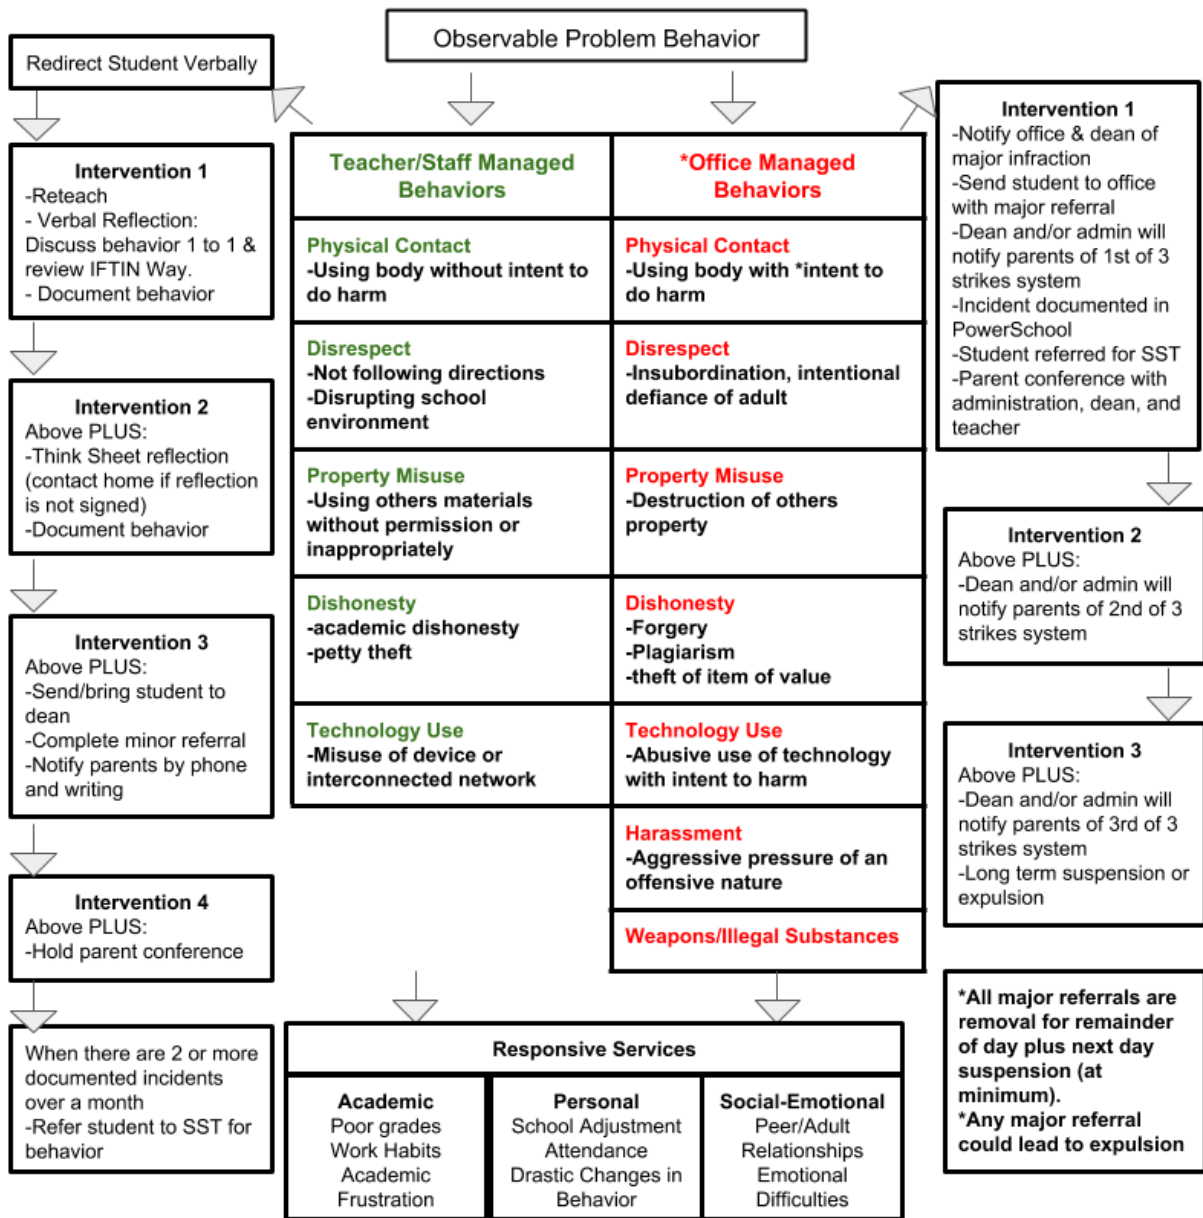 Observable Problem Behavior
Redirect Student Verbally
Intervention 1
-Reteach
- Verbal Reflection:
Discuss behavior 1 to 1 &
review IFTIN Way.
- Document behavior
Intervention 2
Above PLUS:
-Think Sheet reflection
(contact home if reflection
is not signed)
-Document behavior
Intervention 3
Above PLUS:
-Send/bring student to
dean
-Complete minor referral
-Notify parents by phone
and writing
Intervention 4
Above PLUS:
-Hold parent conference
When there are 2 or more
documented incidents
over a month
-Refer student to SST for
behavior
Teacher/Staff Managed
Behaviors
Physical Contact
-Using body without intent to
do harm
Disrespect
-Not following directions
-Disrupting school
environment
Property Misuse
-Using others materials
without permission or
inappropriately
Dishonesty
-academic dishonesty
-petty theft
Technology Use
-Misuse of device or
interconnected network
*Office Managed
Behaviors
Physical Contact
-Using body with *intent to
do harm
Disrespect
-Insubordination, intentional
defiance of adult
Property Misuse
-Destruction of others
property
Dishonesty
-Forgery
-Plagiarism
-theft of item of value
Technology Use
-Abusive use of technology
with intent to harm
Harassment
-Aggressive pressure of an
offensive nature
Weapons/Illegal Substances
Intervention 1
-Notify office & dean of
major infraction
-Send student to office
with major referral
-Dean and/or admin will
notify parents of 1st of 3
strikes system
-Incident documented in
PowerSchool
-Student referred for SST
-Parent conference with
administration, dean, and
teacher
Intervention 2
Above PLUS:
-Dean and/or admin will
notify parents of 2nd of 3
strikes system
Intervention 3
Above PLUS:
-Dean and/or admin will
notify parents of 3rd of 3
strikes system
-Long term suspension or
expulsion
*All major referrals are
removal for remainder
of day plus next day
suspension (at
minimum).
*Any major referral
could lead to expulsion
Responsive Services
Academic
Poor grades
Work Habits
Academic
Frustration
Personal
School Adjustment
Attendance
Drastic Changes in
Behavior
Social-Emotional
Peer/Adult
Relationships
Emotional
Difficulties